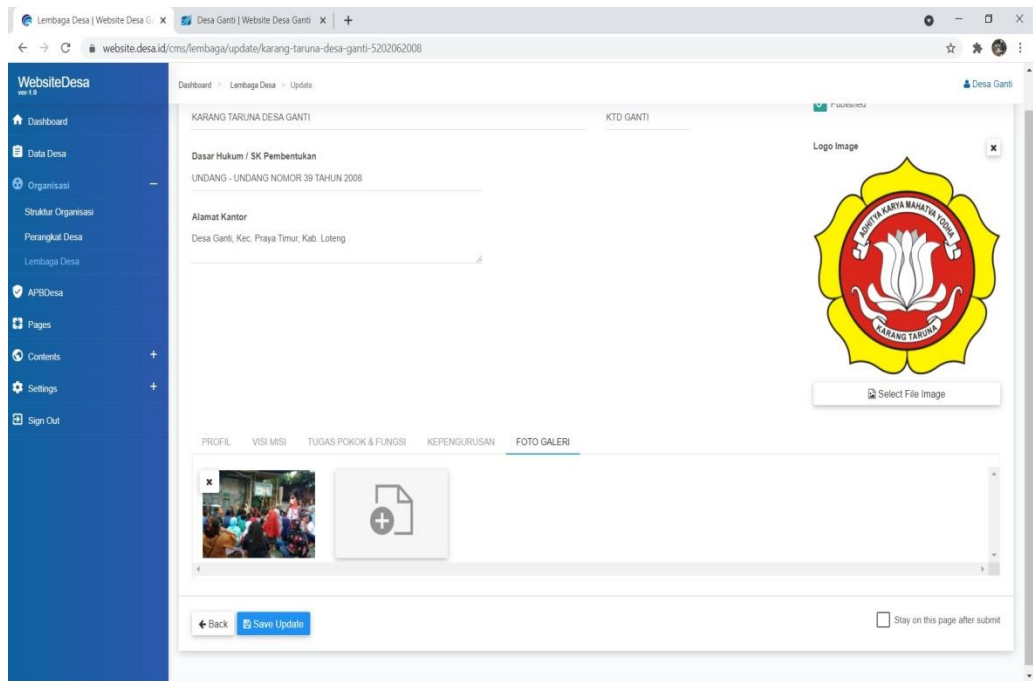 Lembaga Desa | Website Desa G
Desa Ganti | Website Desa Ganti
website.desa.id/cms/lembaga/update/karang-taruna-desa-ganti-5202062008
WebsiteDesa
ver-1.0
Dashboard > Lembaga Desa > Update
Desa Ganti
Dashboard
Data Desa
Organisasi
Struktur Organisasi
Perangkat Desa
Lembaga Desa
APBDesa
Pages
Contents
Settings
Sign Out
KARANG TARUNA DESA GANTI
KTD GANTI
Published
Dasar Hukum / SK Pembentukan
UNDANG - UNDANG NOMOR 39 TAHUN 2008
Alamat Kantor
Desa Ganti, Kec. Praya Timur, Kab. Loteng
Logo Image
ADHITYA KARYA MAHATVA YODHA
KARANG TARUNA
Select File Image
PROFIL VISI MISI TUGAS POKOK & FUNGSI KEPENGURUSAN FOTO GALERI
Back
Save Update
Stay on this page after submit